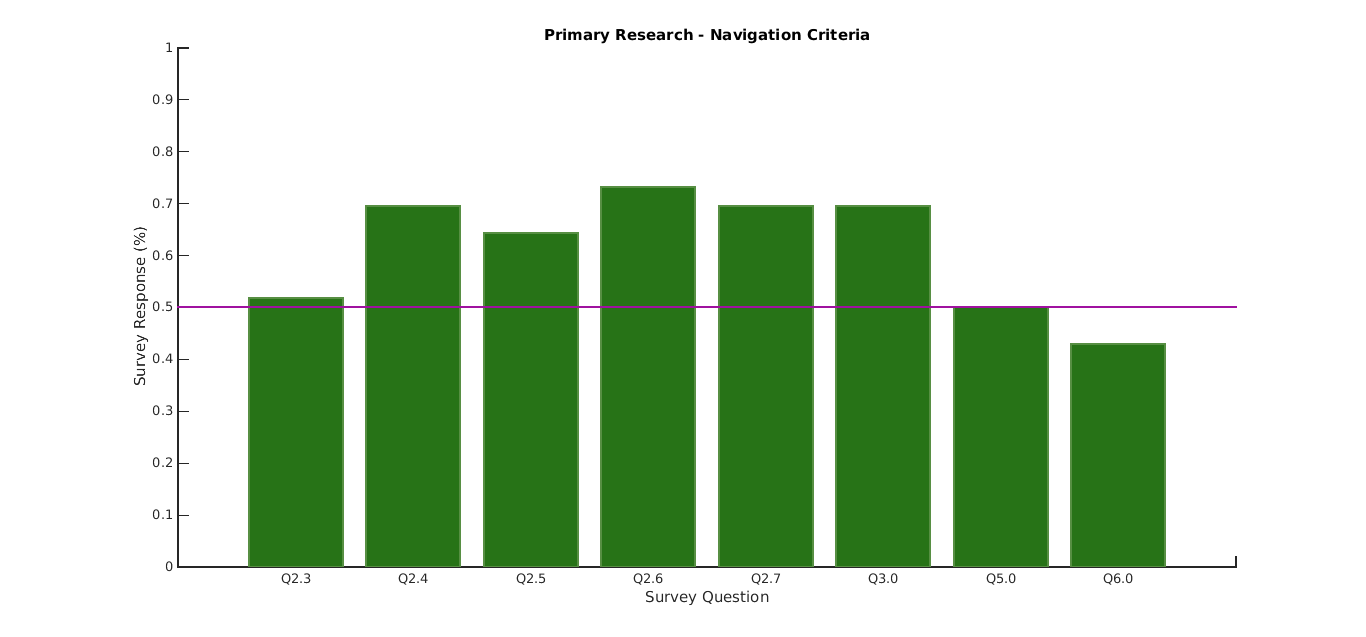 Primary Research - Navigation Criteria
1
0.9
0.8
0.7
0.6
0.5
0.4
0.3
0.2
0.1
0
Survey Response (%)
Q2.3 Q2.4 Q2.5 Q2.6 Q2.7 Q3.0 Q5.0 Q6.0
Survey Question